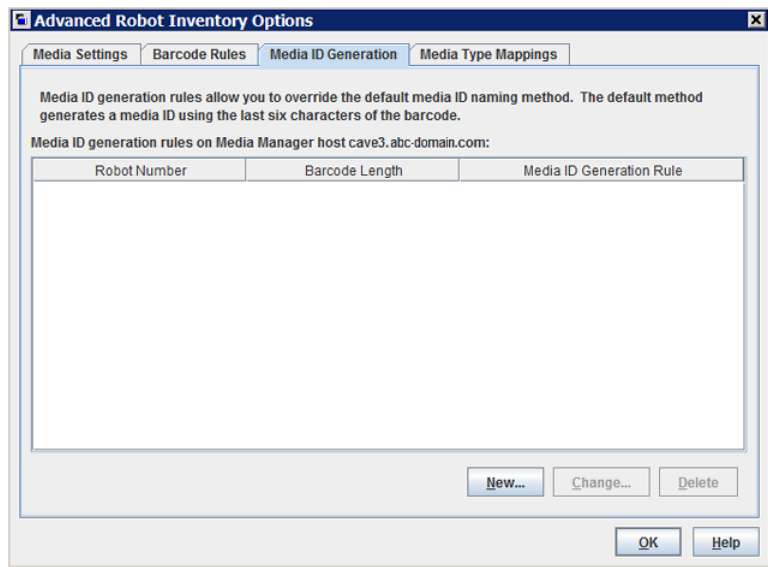 Advanced Robot Inventory Options
Media Settings Barcode Rules Media ID Generation Media Type Mappings
Media ID generation rules allow you to override the default media ID naming method. The default method
generates a media ID using the last six characters of the barcode.
Media ID generation rules on Media Manager host cave3.abc-domain.com:
Robot Number Barcode Length Media ID Generation Rule
New... Change... Delete
OK Help